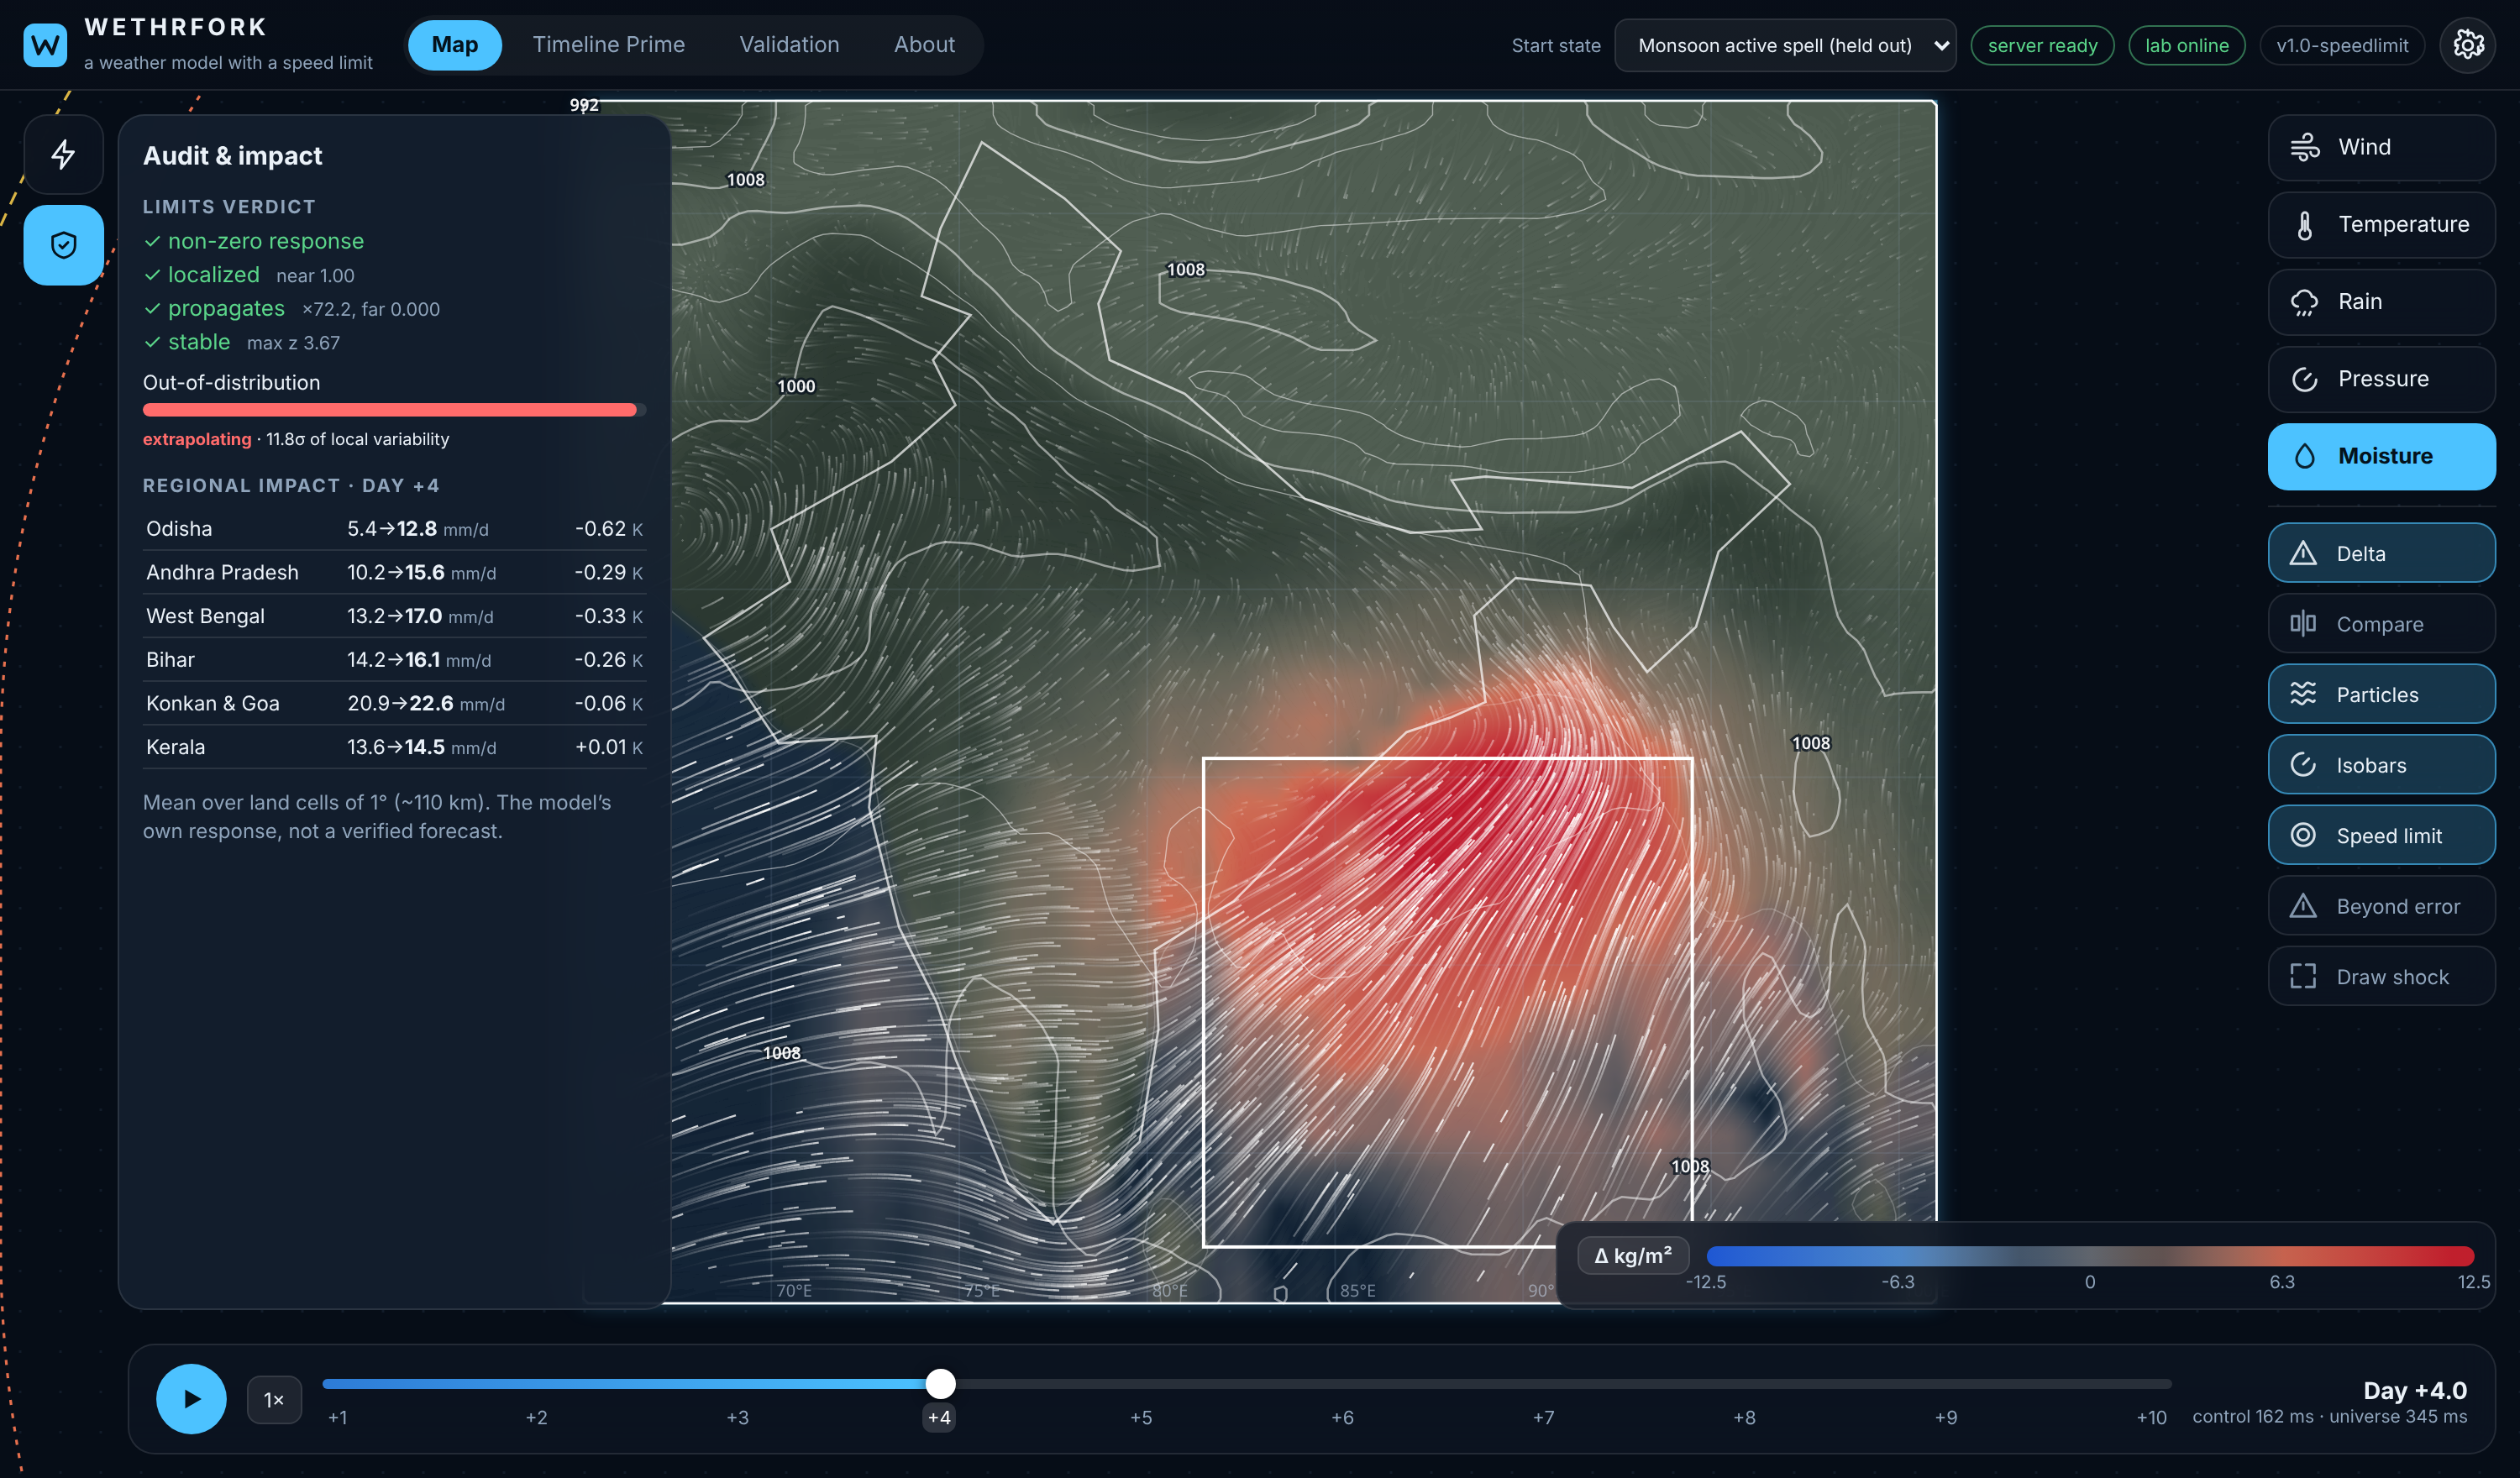 WETHRFORK
a weather model with a speed limit
Map
Timeline Prime
Validation
About
Start state
Monsoon active spell (held out)
server ready
lab online
v1.0-speedlimit
Audit & impact
LIMITS VERDICT
✓ non-zero response
✓ localized near 1.00
✓ propagates ×72.2, far 0.000
✓ stable max z 3.67
Out-of-distribution
extrapolating · 11.8σ of local variability
REGIONAL IMPACT · DAY +4
Odisha 5.4→12.8 mm/d -0.62 K
Andhra Pradesh 10.2→15.6 mm/d -0.29 K
West Bengal 13.2→17.0 mm/d -0.33 K
Bihar 14.2→16.1 mm/d -0.26 K
Konkan & Goa 20.9→22.6 mm/d -0.06 K
Kerala 13.6→14.5 mm/d +0.01 K
Mean over land cells of 1° (~110 km). The model's
own response, not a verified forecast.
992
1008
1008
1000
1008
1008
1008
70°E
75°E
80°E
85°E
90°
Wind
Temperature
Rain
Pressure
Moisture
Delta
Compare
Particles
Isobars
Speed limit
Beyond error
Draw shock
Δ kg/m²
-12.5 -6.3 0 6.3 12.5
1×
+1 +2 +3 +4 +5 +6 +7 +8 +9 +10
Day +4.0
control 162 ms · universe 345 ms